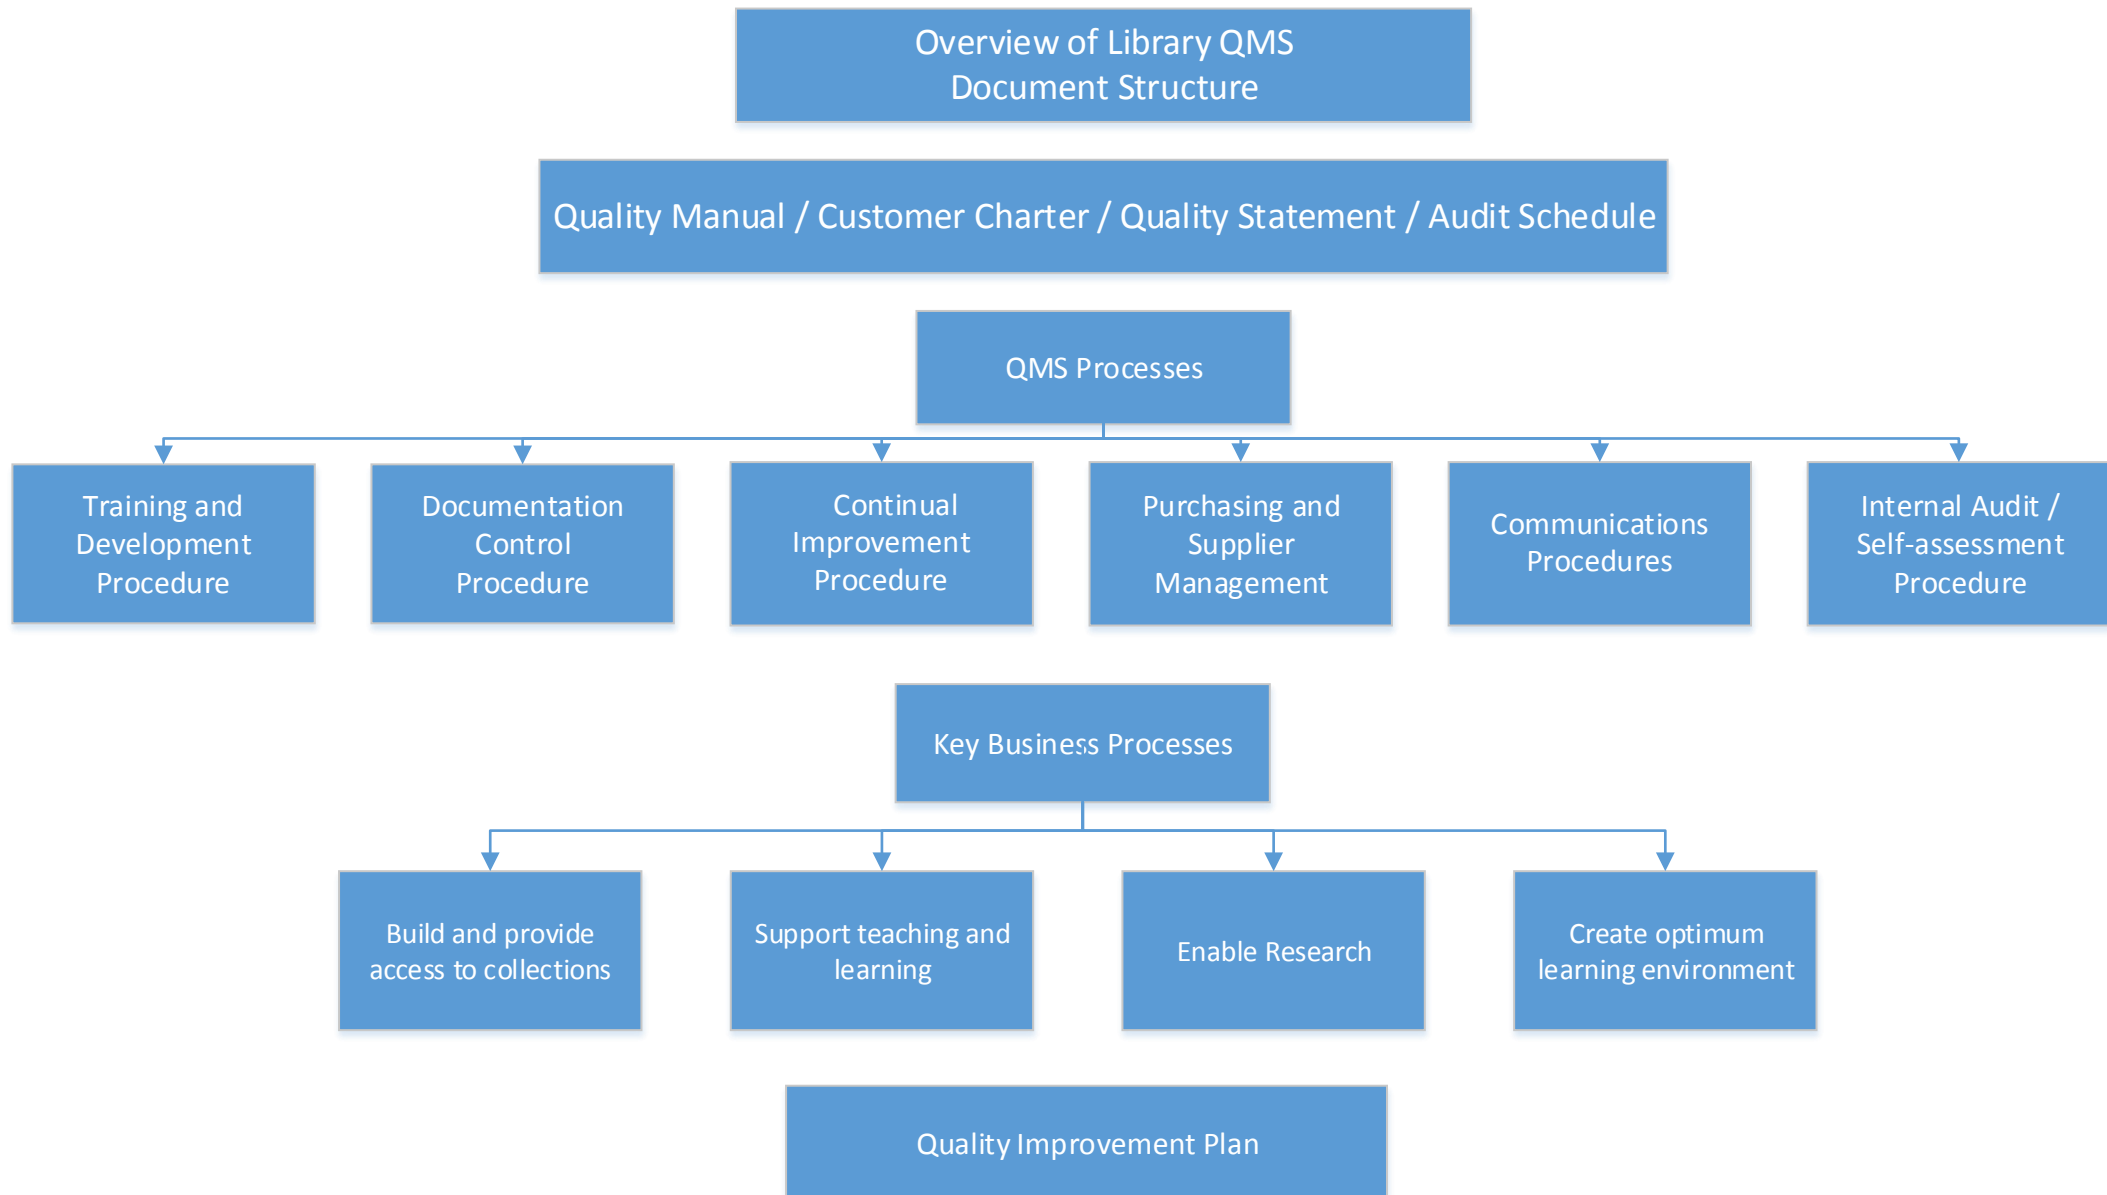 Overview of Library QMS
Document Structure
Quality Manual / Customer Charter / Quality Statement / Audit Schedule
QMS Processes
Training and
Development
Procedure
Documentation
Control
Procedure
Continual
Improvement
Procedure
Purchasing and
Supplier
Management
Communications
Procedures
Internal Audit /
Self-assessment
Procedure
Key Business Processes
Build and provide
access to collections
Support teaching and
learning
Enable Research
Create optimum
learning environment
Quality Improvement Plan